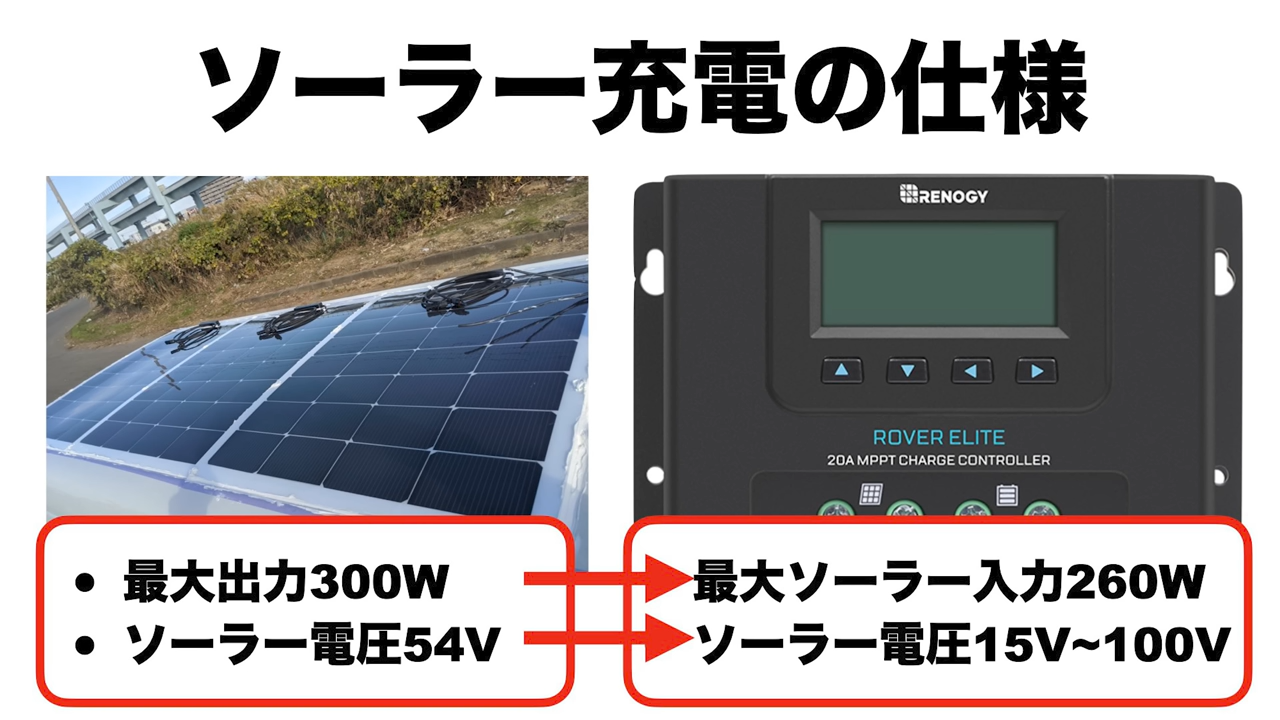 ソーラー充電の仕様
RENOGY
ROVER ELITE
20A MPPT CHARGE CONTROLLER
• 最大出力300W
• ソーラー電圧54V
最大ソーラー入力260W
ソーラー電圧15V~100V